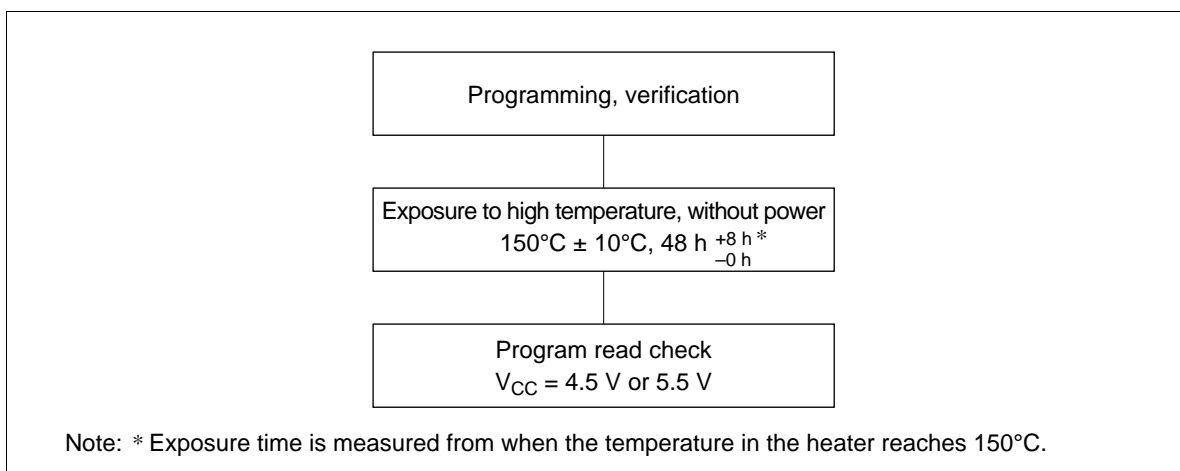 Programming, verification
Exposure to high temperature, without power
150°C ± 10°C, 48 h +8 h *
–0 h
Program read check
VCC = 4.5 V or 5.5 V
Note: * Exposure time is measured from when the temperature in the heater reaches 150°C.